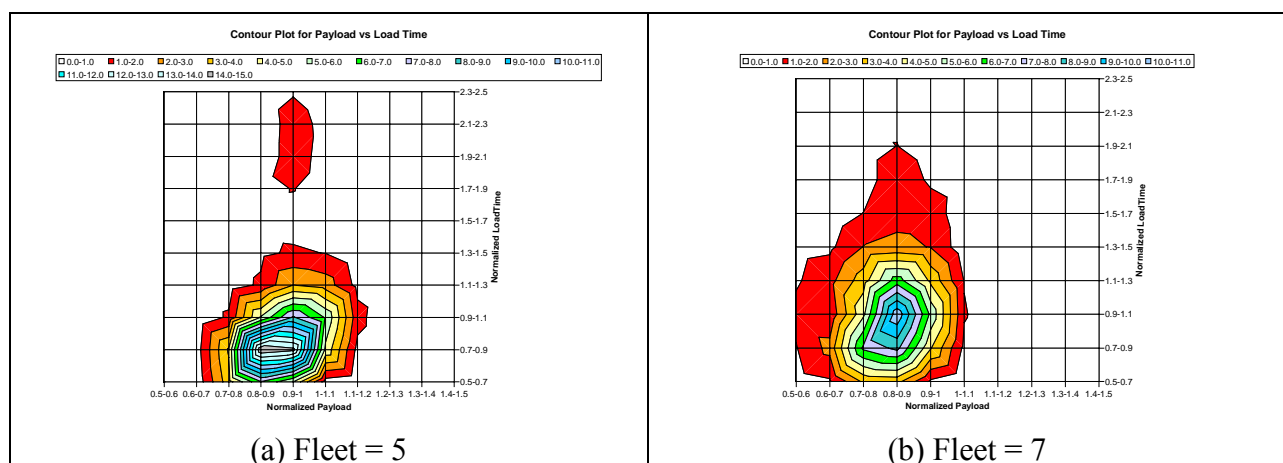 Contour Plot for Payload vs Load Time
0.0-1.0 1.0-2.0 2.0-3.0 3.0-4.0 4.0-5.0 5.0-6.0 6.0-7.0 7.0-8.0 8.0-9.0 9.0-10.0 10.0-11.0
11.0-12.0 12.0-13.0 13.0-14.0 14.0-15.0
2.3-2.5
2.1-2.3
1.9-2.1
1.7-1.9
1.5-1.7
1.3-1.5
1.1-1.3
0.9-1.1
0.7-0.9
0.5-0.7
Normalized LoadTime
0.5-0.6 0.6-0.7 0.7-0.8 0.8-0.9 0.9-1 1-1.1 1.1-1.2 1.2-1.3 1.3-1.4 1.4-1.5
Normalized Payload
(a) Fleet = 5
Contour Plot for Payload vs Load Time
0.0-1.0 1.0-2.0 2.0-3.0 3.0-4.0 4.0-5.0 5.0-6.0 6.0-7.0 7.0-8.0 8.0-9.0 9.0-10.0 10.0-11.0
2.3-2.5
2.1-2.3
1.9-2.1
1.7-1.9
1.5-1.7
1.3-1.5
1.1-1.3
0.9-1.1
0.7-0.9
0.5-0.7
Normalized LoadTime
0.5-0.6 0.6-0.7 0.7-0.8 0.8-0.9 0.9-1 1-1.1 1.1-1.2 1.2-1.3 1.3-1.4 1.4-1.5
Normalized Payload
(b) Fleet = 7